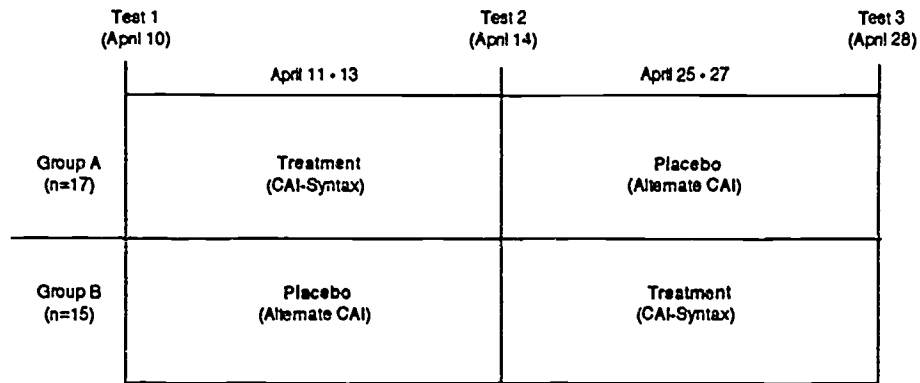 Test 1
(April 10)
Test 2
(April 14)
Test 3
(April 28)
April 11 - 13
April 25 - 27
Group A
(n=17)
Treatment
(CAI-Syntax)
Placebo
(Alternate CAI)
Group B
(n=15)
Placebo
(Alternate CAI)
Treatment
(CAI-Syntax)